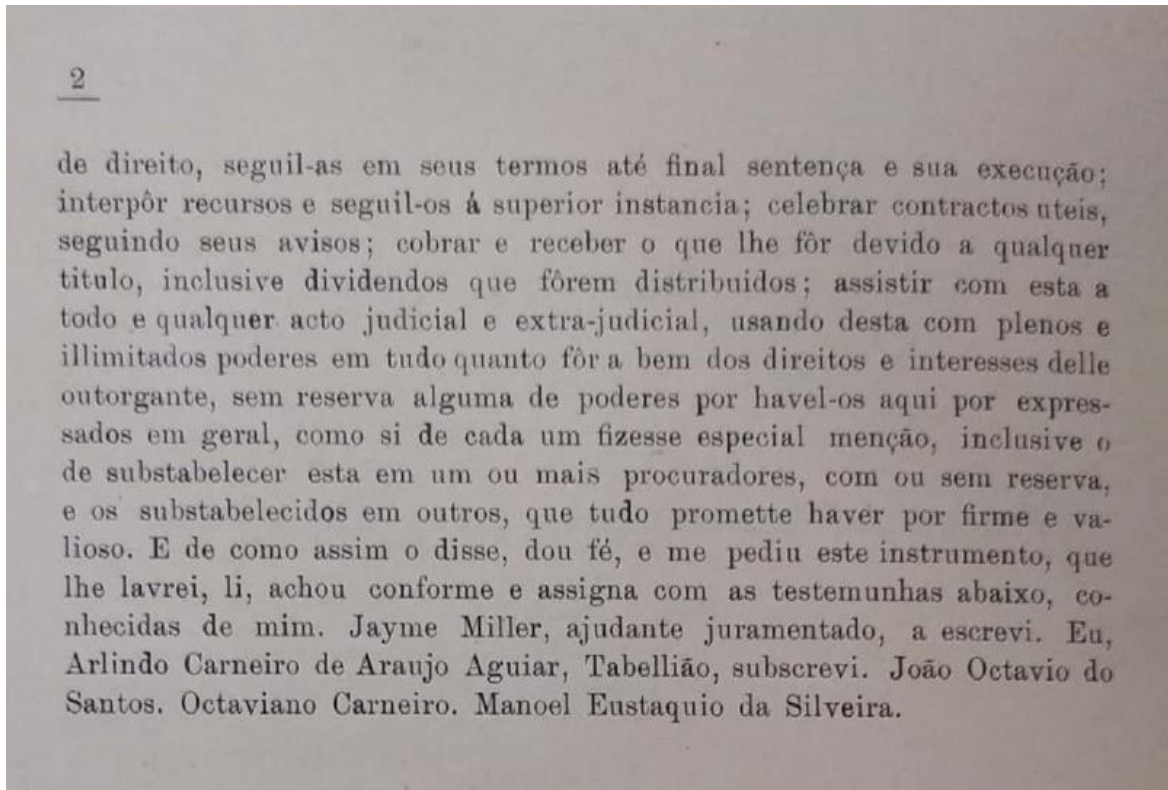 2
de direito, seguil-as em seus termos até final sentença e sua execução;
interpôr recursos e seguil-os á superior instancia; celebrar contractos uteis,
seguindo seus avisos; cobrar e receber o que lhe fôr devido a qualquer
titulo, inclusive dividendos que fôrem distribuidos; assistir com esta a
todo e qualquer acto judicial e extra-judicial, usando desta com plenos e
illimitados poderes em tudo quanto fôr a bem dos direitos e interesses delle
outorgante, sem reserva alguma de poderes por havel-os aqui por expres-
sados em geral, como si de cada um fizesse especial menção, inclusive o
de substabelecer esta em um ou mais procuradores, com ou sem reserva,
e os substabelecidos em outros, que tudo promette haver por firme e va-
lioso. E de como assim o disse, dou fé, e me pediu este instrumento, que
lhe lavrei, li, achou conforme e assigna com as testemunhas abaixo, co-
nhecidas de mim. Jayme Miller, ajudante juramentado, a escrevi. Eu,
Arlindo Carneiro de Araujo Aguiar, Tabellião, subscrevi. João Octavio do
Santos. Octaviano Carneiro. Manoel Eustaquio da Silveira.